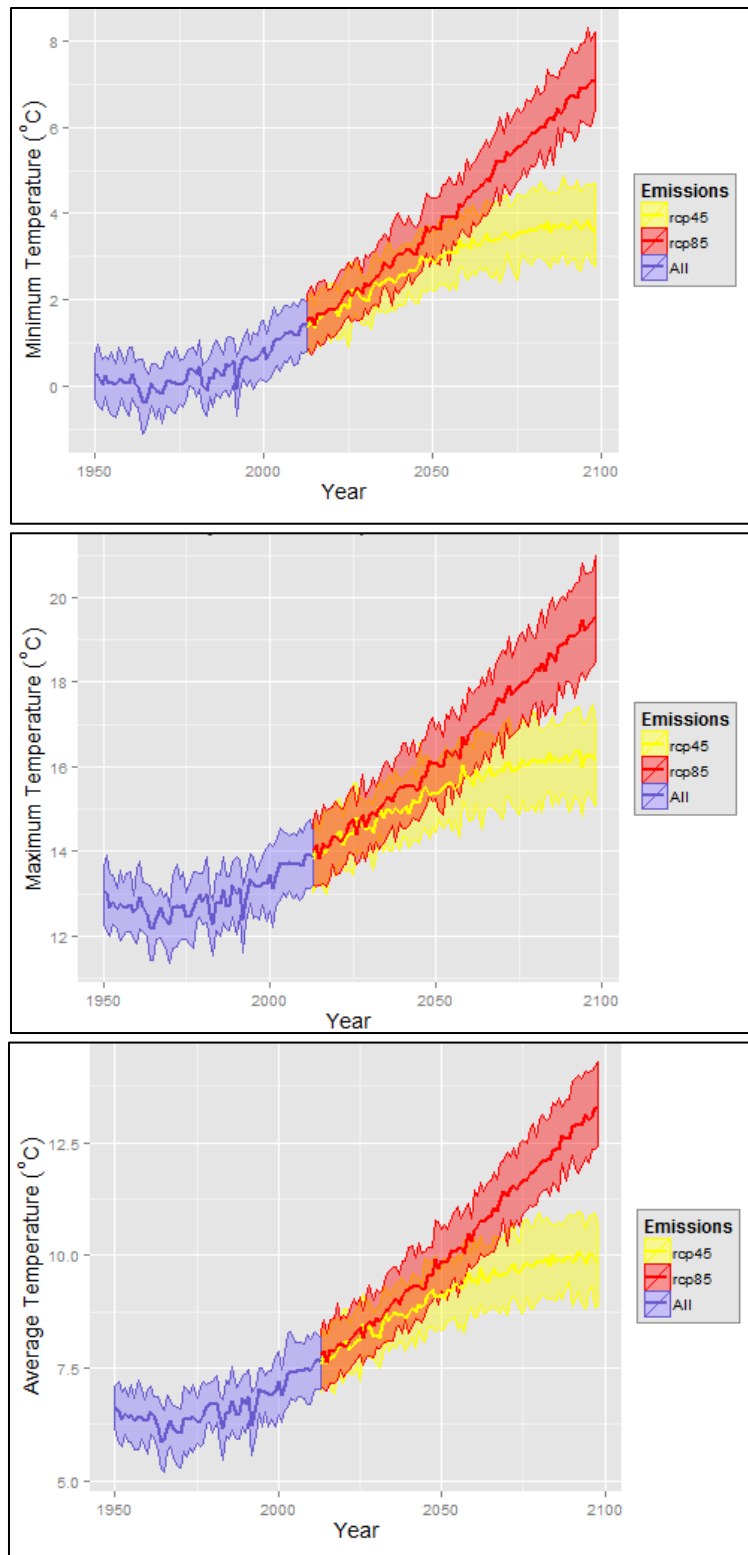 8
6
4
2
0
Minimum Temperature (°C)
1950
2000
2050
2100
Year
Emissions
rcp45
rcp85
All
20
18
16
14
12
Maximum Temperature (°C)
1950
2000
2050
2100
Year
Emissions
rcp45
rcp85
All
12.5
10.0
7.5
5.0
Average Temperature (°C)
1950
2000
2050
2100
Year
Emissions
rcp45
rcp85
All